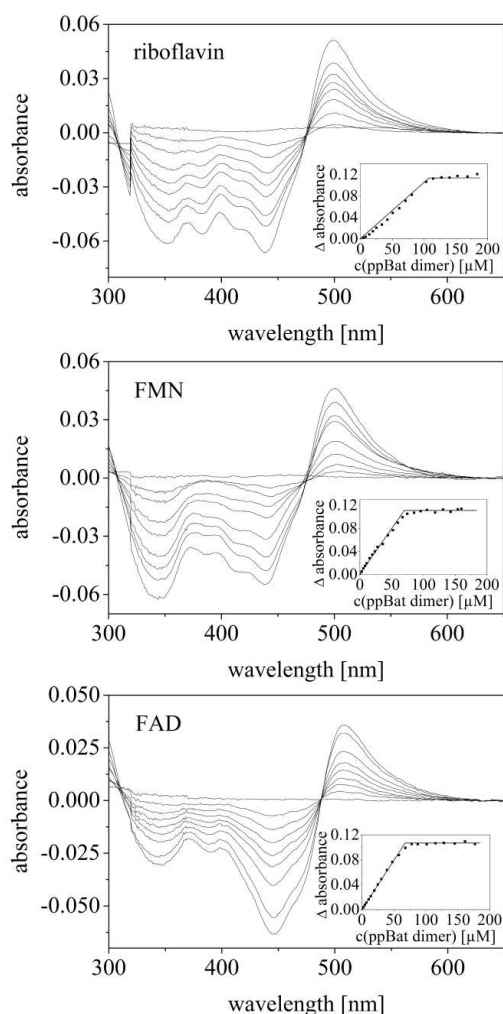 riboflavin
absorbance
0.06
0.03
0.00
-0.03
-0.06
300 400 500 600
wavelength [nm]
Δ absorbance
0.12
0.08
0.04
0.00
0 50 100 150 200
c(ppBat dimer) [µM]
FMN
absorbance
0.06
0.03
0.00
-0.03
-0.06
300 400 500 600
wavelength [nm]
Δ absorbance
0.12
0.08
0.04
0.00
0 50 100 150 200
c(ppBat dimer) [µM]
FAD
absorbance
0.050
0.025
0.000
-0.025
-0.050
300 400 500 600
wavelength [nm]
Δ absorbance
0.12
0.08
0.04
0.00
0 50 100 150 200
c(ppBat dimer) [µM]